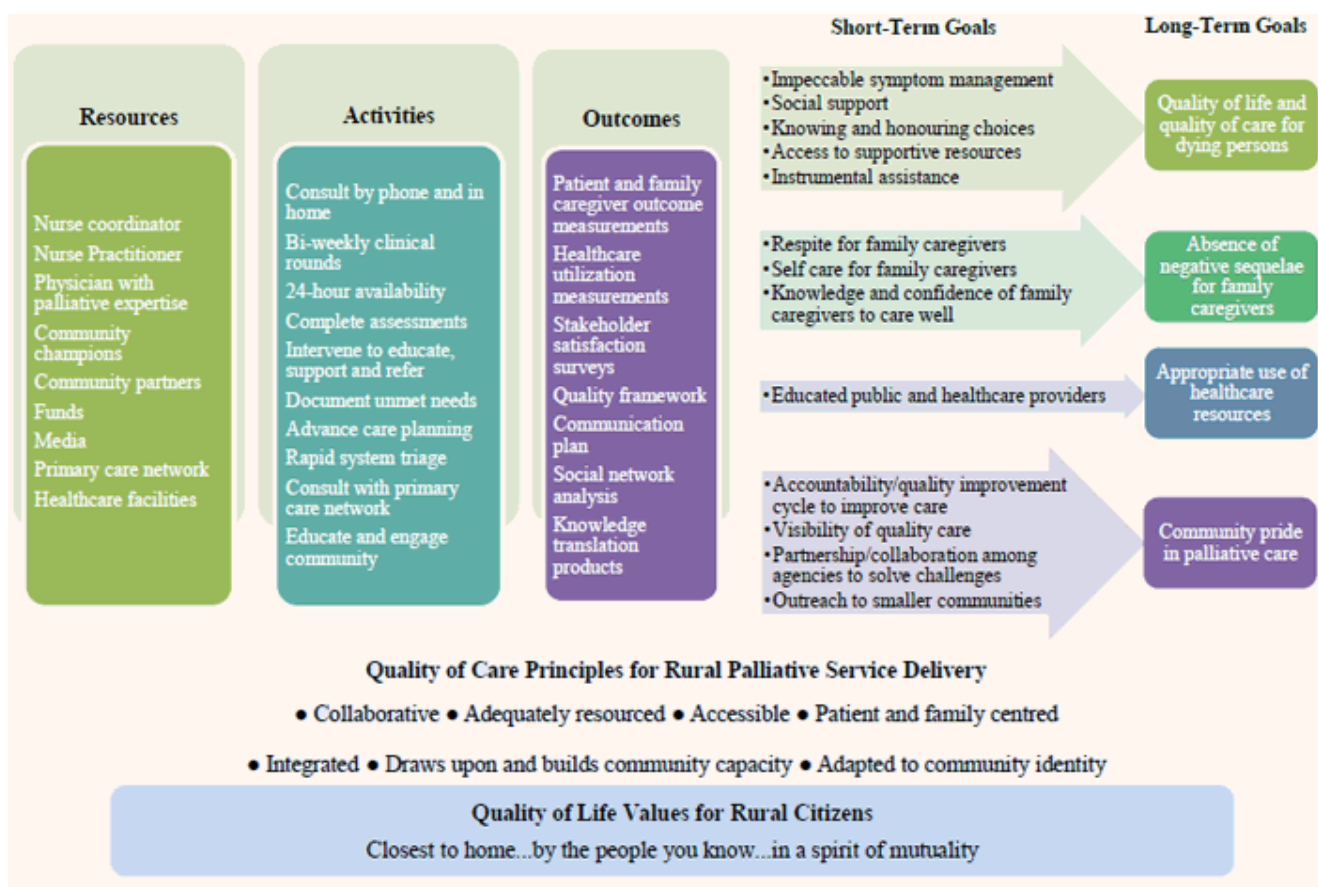 Short-Term Goals
Long-Term Goals
Resources
Nurse coordinator
Nurse Practitioner
Physician with
palliative expertise
Community
champions
Community partners
Funds
Media
Primary care network
Healthcare facilities
Activities
Consult by phone and in
home
Bi-weekly clinical
rounds
24-hour availability
Complete assessments
Intervene to educate,
support and refer
Document unmet needs
Advance care planning
Rapid system triage
Consult with primary
care network
Educate and engage
community
Outcomes
Patient and family
caregiver outcome
measurements
Healthcare
utilization
measurements
Stakeholder
satisfaction
surveys
Quality framework
Communication
plan
Social network
analysis
Knowledge
translation
products
•Impeccable symptom management
•Social support
•Knowing and honouring choices
•Access to supportive resources
•Instrumental assistance
Quality of life and
quality of care for
dying persons
•Respite for family caregivers
•Self care for family caregivers
•Knowledge and confidence of family
caregivers to care well
Absence of
negative sequelae
for family
caregivers
•Educated public and healthcare providers
Appropriate use of
healthcare
resources
•Accountability/quality improvement
cycle to improve care
•Visibility of quality care
•Partnership/collaboration among
agencies to solve challenges
•Outreach to smaller communities
Community pride
in palliative care
Quality of Care Principles for Rural Palliative Service Delivery
● Collaborative ● Adequately resourced ● Accessible ● Patient and family centred
● Integrated ● Draws upon and builds community capacity ● Adapted to community identity
Quality of Life Values for Rural Citizens
Closest to home...by the people you know...in a spirit of mutuality